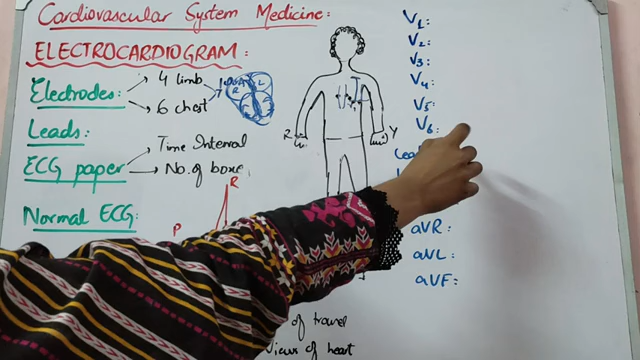 Cardiovascular System Medicine:
ELECTROCARDIOGRAM:
Electrodes:
4 limb
6 chest
R L
Leads:
ECG paper
Time Interval
No. of boxe
Normal ECG:
P
R
R
Y
V1:
V2:
V3:
V4:
V5:
V6:
aVR:
aVL:
aVF:
of travel
views of heart